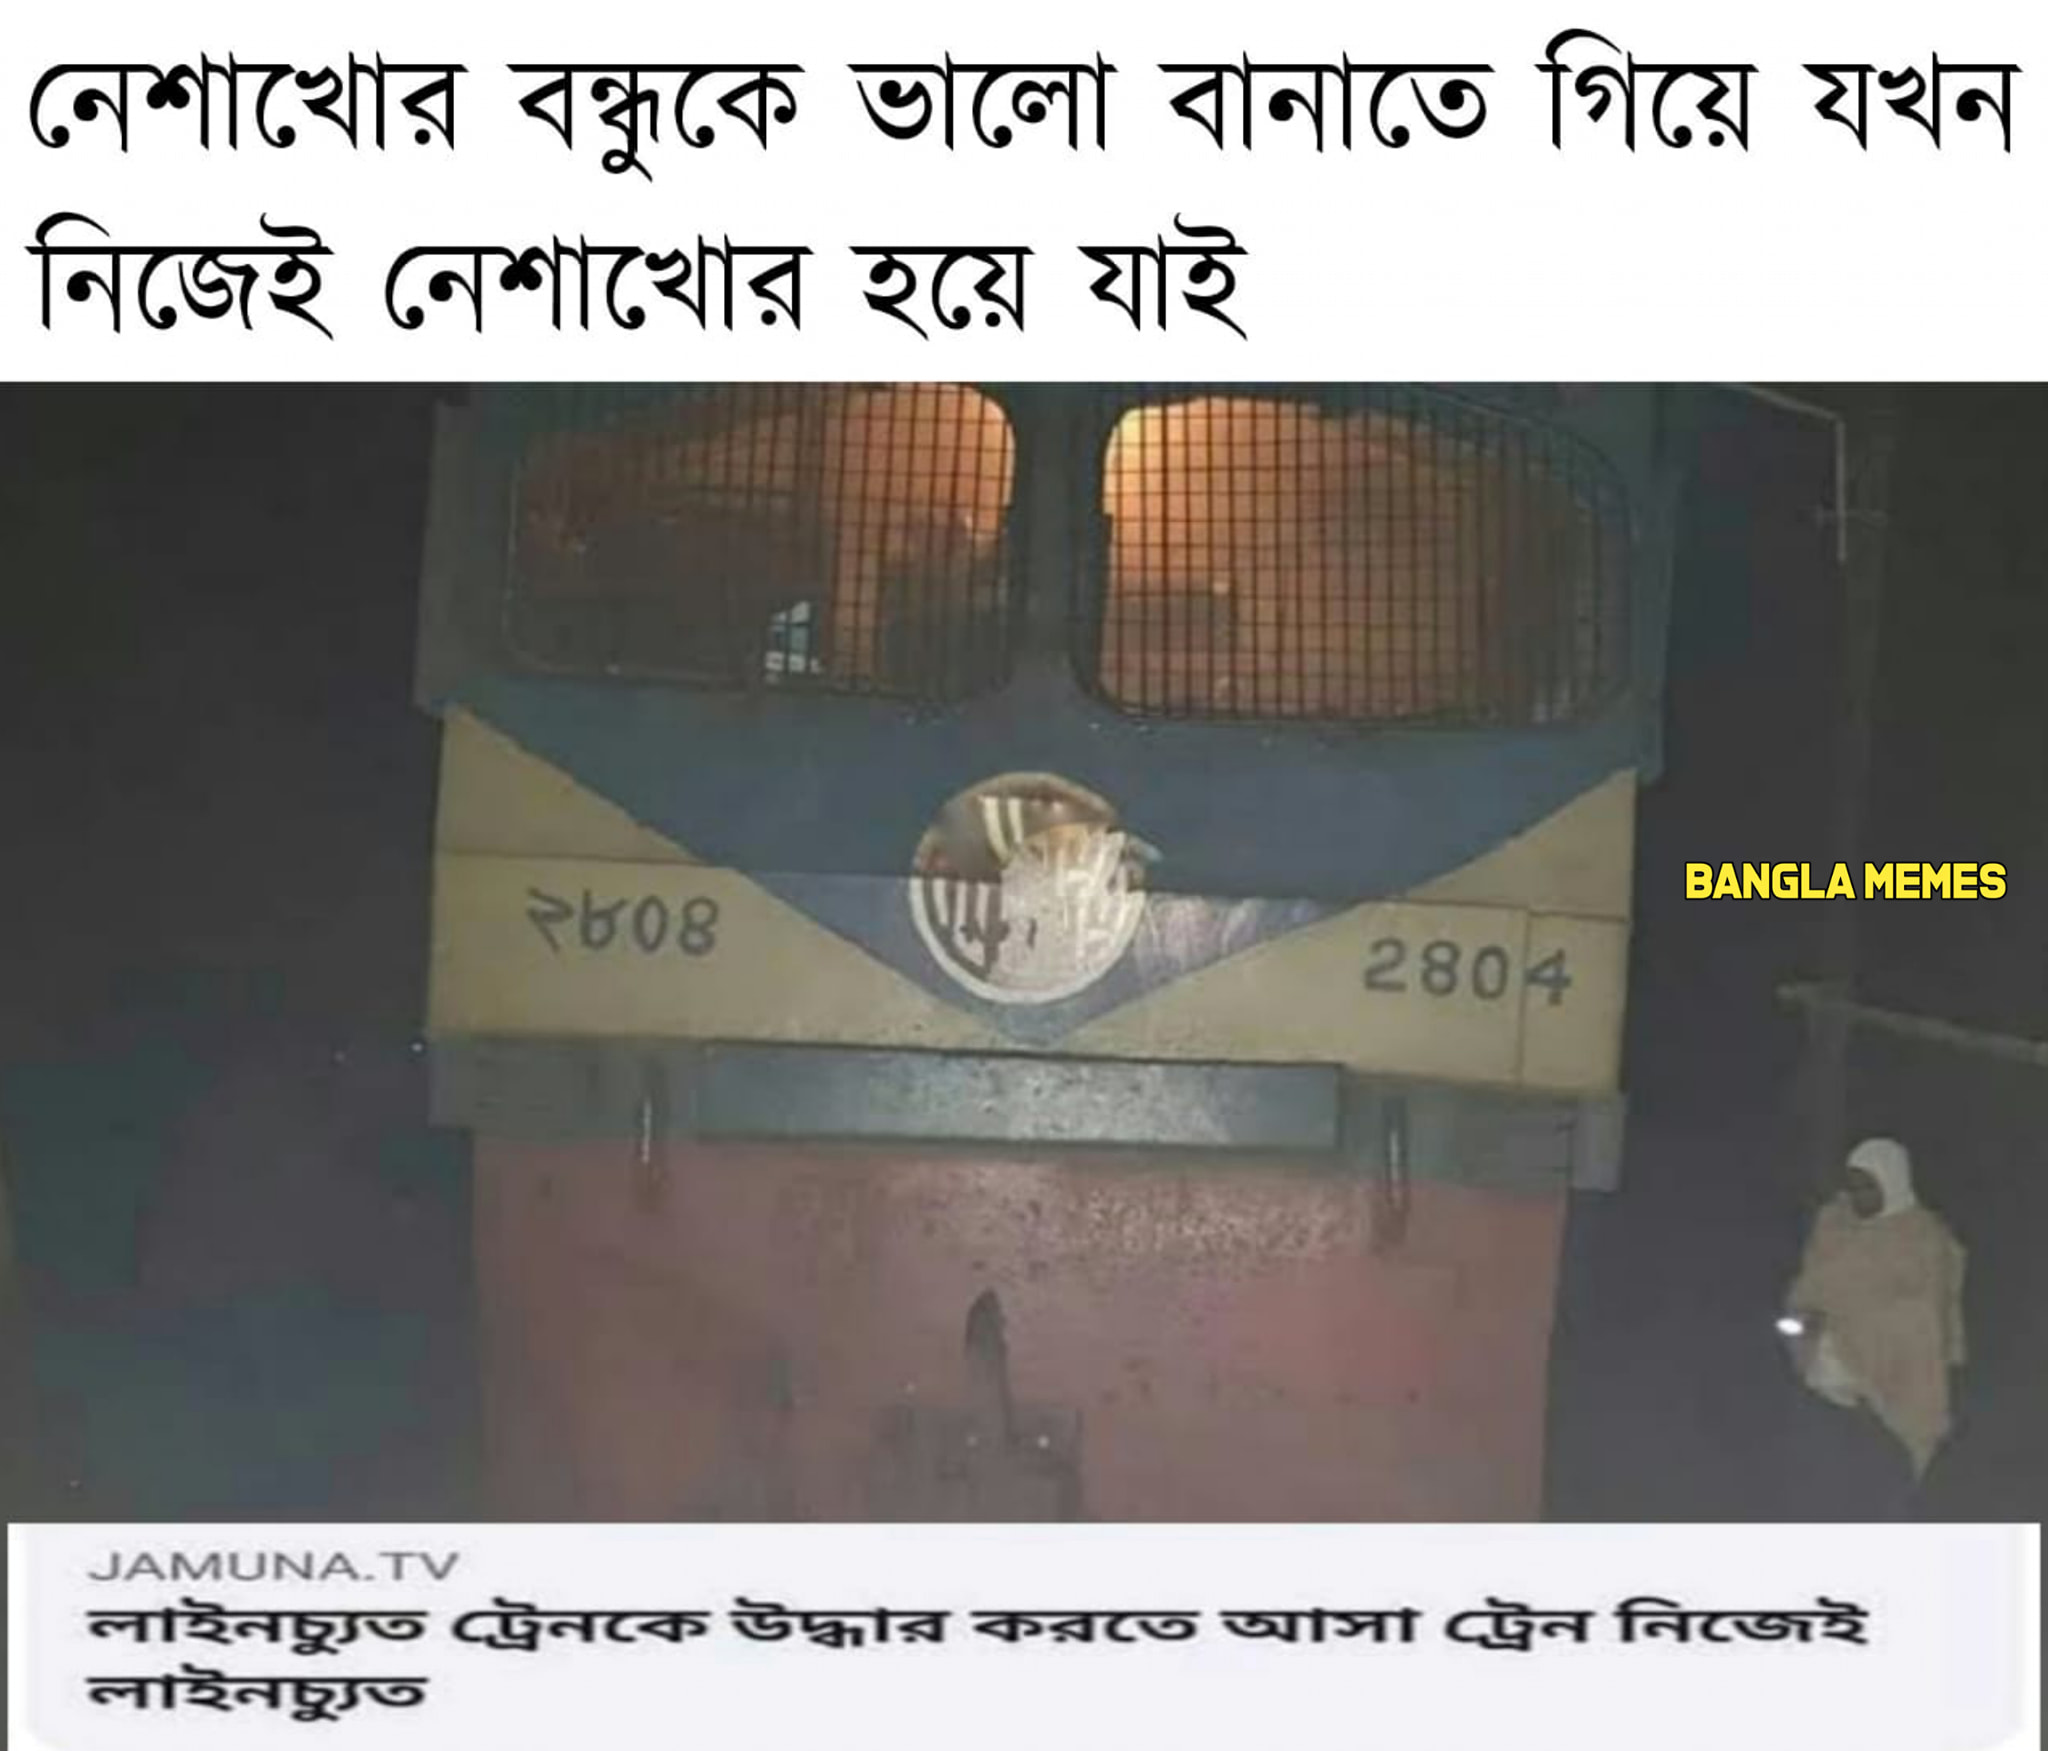 নেশাখোর বন্ধুকে ভালো বানাতে গিয়ে যখন
নিজেই নেশাখোর হয়ে যাই
BANGLA MEMES
২৮০৪
2804
JAMUNA.TV
লাইনচ্যুত ট্রেনকে উদ্ধার করতে আসা ট্রেন নিজেই
লাইনচ্যুত